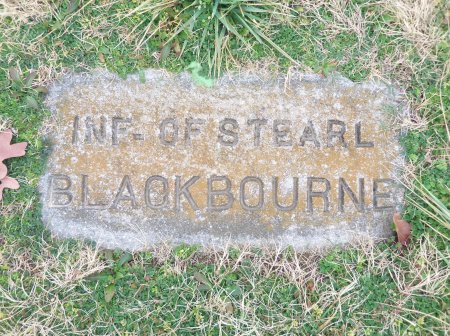 INF. OF STEARL
BLACKBOURNE